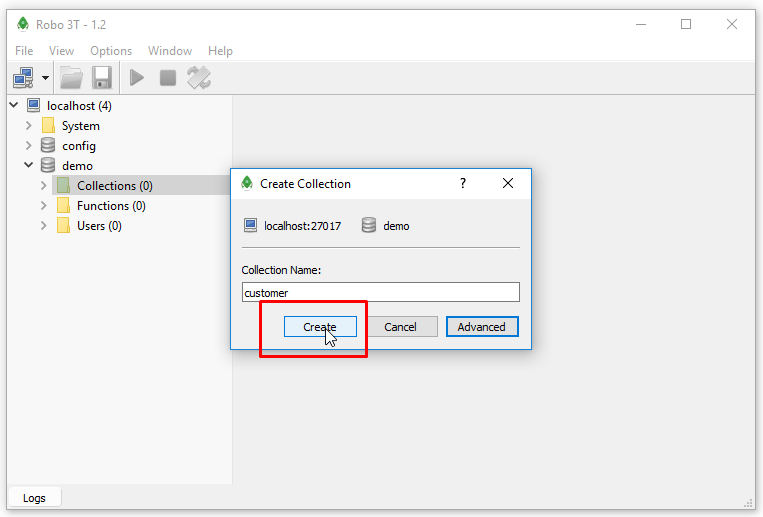 Robo 3T - 1.2
File View Options Window Help
localhost (4)
System
config
demo
Collections (0)
Functions (0)
Users (0)
Create Collection
?
localhost:27017 demo
Collection Name:
customer
Create Cancel Advanced
Logs